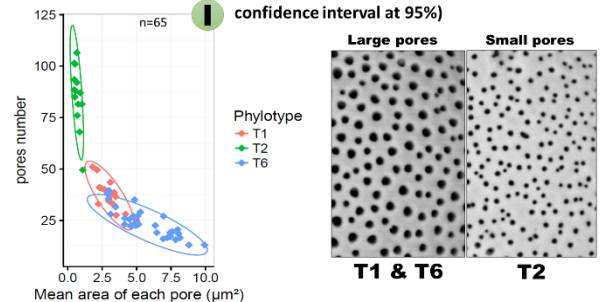 I confidence interval at 95%)
n=65
125
100
75
50
25
pores number
0.0 2.5 5.0 7.5 10.0
Mean area of each pore (µm²)
Phylotype
T1
T2
T6
Large pores Small pores
T1 & T6 T2